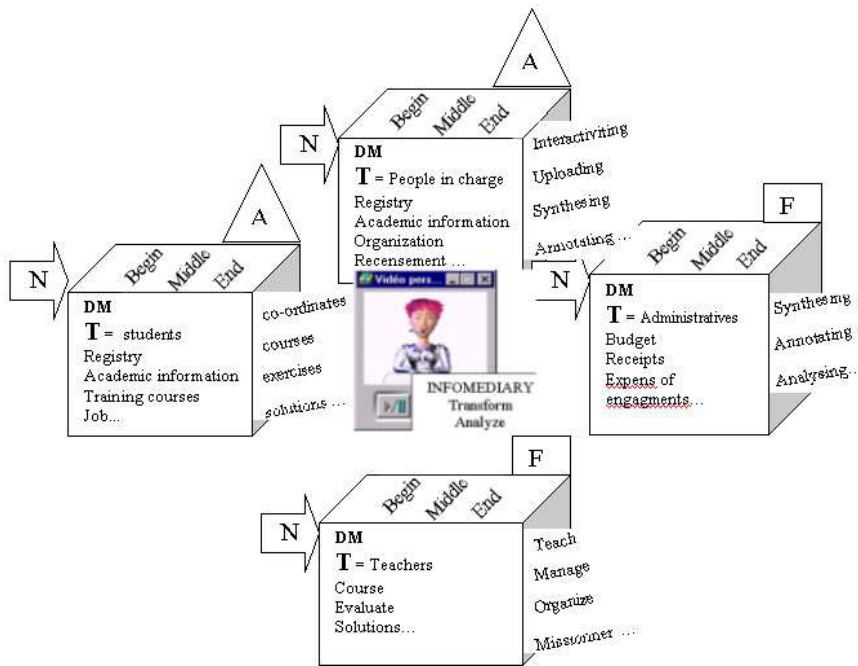 A
Begin Middle End
N
DM
T = People in charge
Registry
Academic information
Organization
Recensement ...
Interactiviting
Uploading
Synthesing
Annotating ...
A
Begin Middle End
N
DM
T = students
Registry
Academic information
Training courses
Job...
co-ordinates
courses
exercises
solutions ...
Vidéo pers...
INFOMEDIARY
Transform
Analyze
F
Begin Middle End
N
DM
T = Administratives
Budget
Receipts
Expens of
engagments...
Synthesing
Annotating
Analysing...
F
Begin Middle End
N
DM
T = Teachers
Course
Evaluate
Solutions...
Teach
Manage
Organize
Misstonner ...